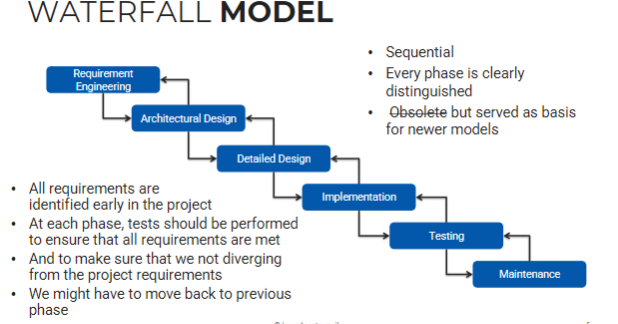 WATERFALL MODEL
• Sequential
• Every phase is clearly
distinguished
• Obsolete but served as basis
for newer models
Requirement
Engineering
Architectural Design
Detailed Design
Implementation
Testing
Maintenance
• All requirements are
identified early in the project
• At each phase, tests should be performed
to ensure that all requirements are met
• And to make sure that we not diverging
from the project requirements
• We might have to move back to previous
phase